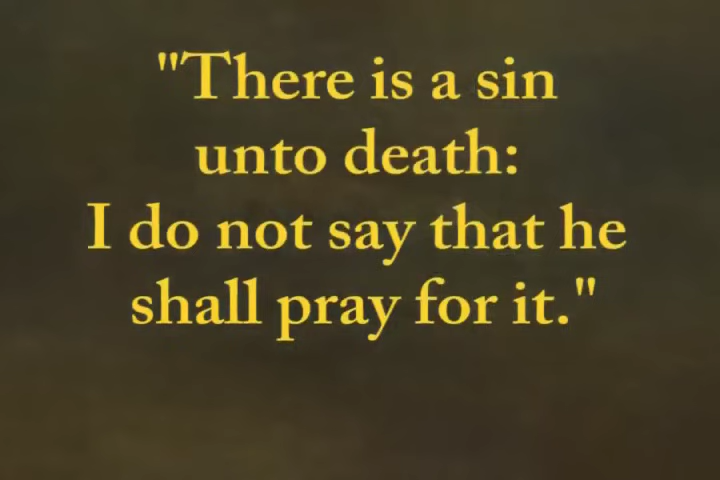 "There is a sin
unto death:
I do not say that he
shall pray for it."